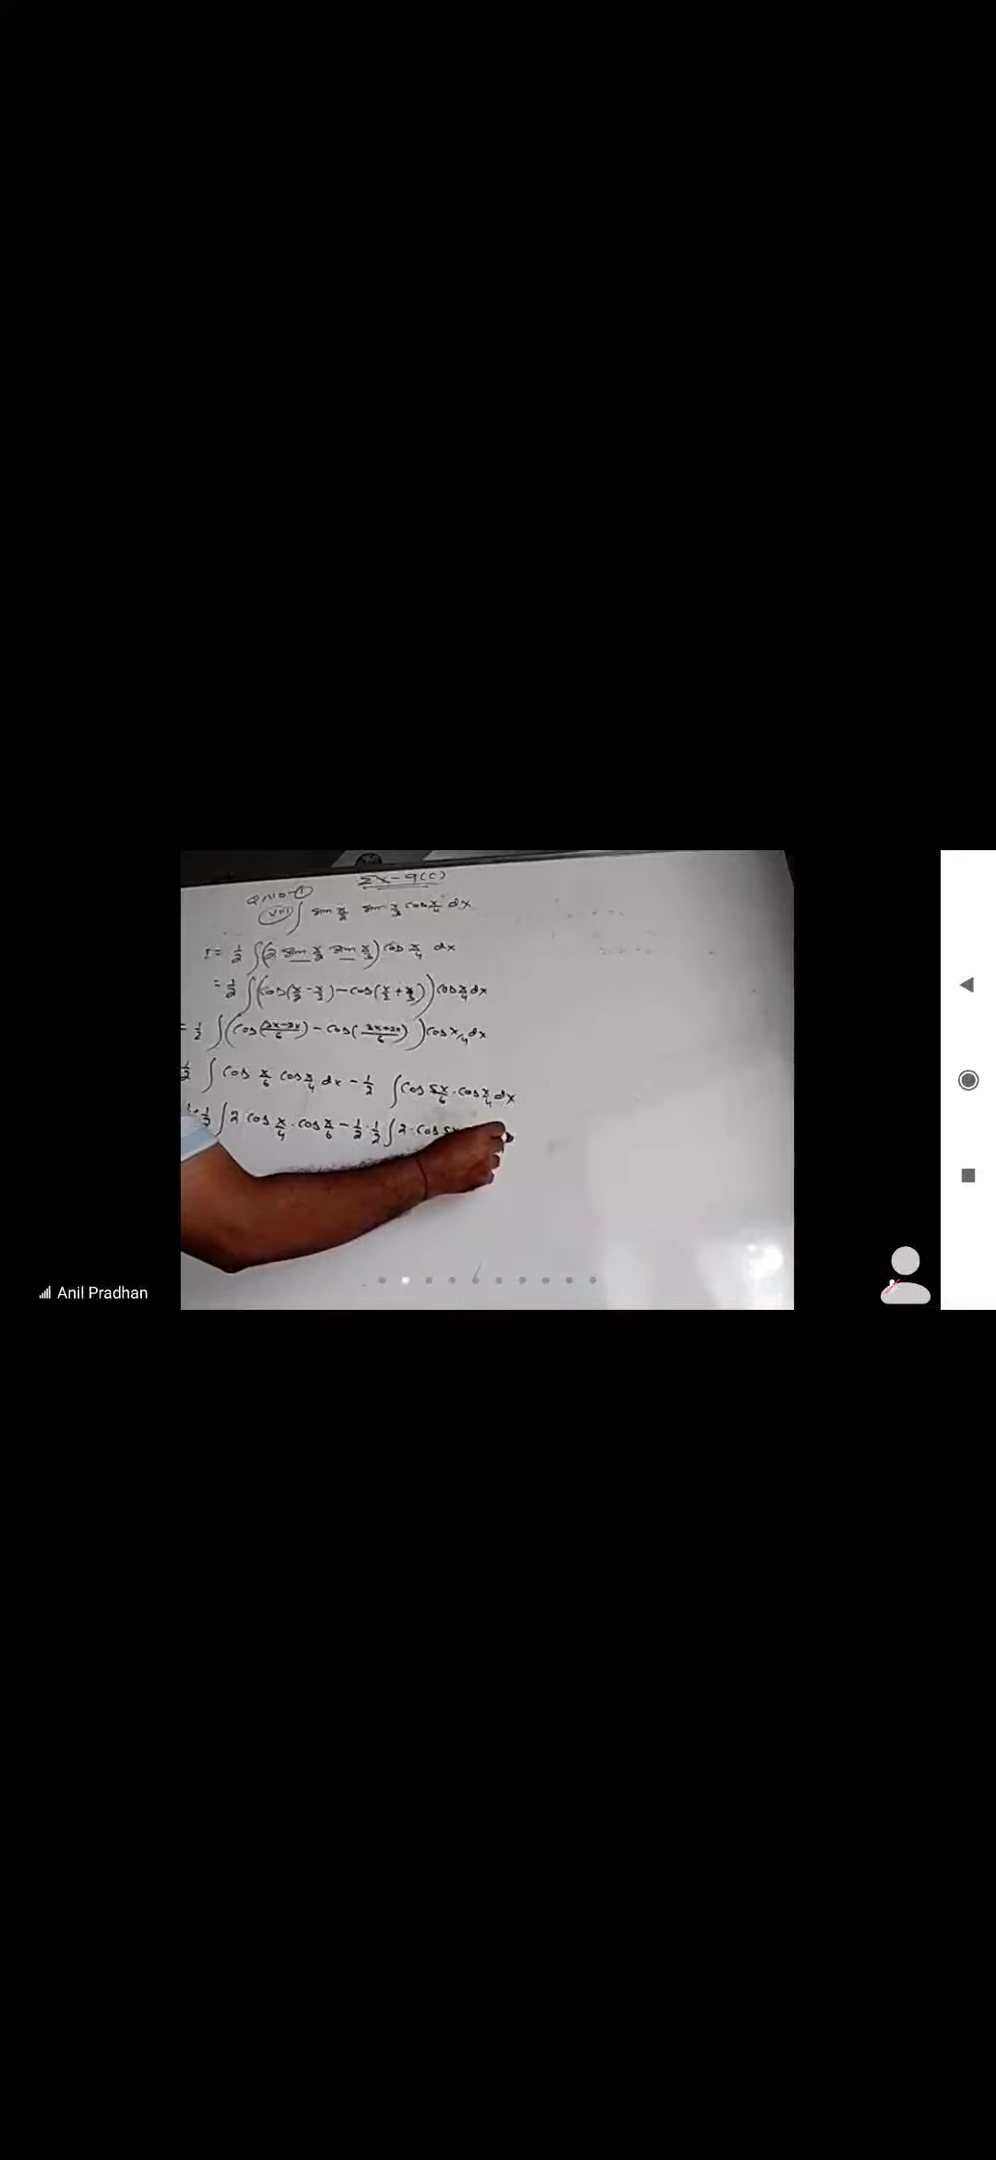 Ex-9(C)
Q No-1
viii ∫ sin x/2 sin x/3 cos x/4 dx
I = 1/2 ∫(2 sin x/2 sin x/3) cos x/4 dx
= 1/2 ∫(cos(x/2 - x/3) - cos(x/2 + x/3)) cos x/4 dx
= 1/2 ∫(cos(3x-2x/6) - cos(3x+2x/6)) cos x/4 dx
1/2 ∫ cos x/6 cos x/4 dx - 1/2 ∫ cos 5x/6 · cos x/4 dx
1/2 ∫ 2 cos x/4 · cos x/6 - 1/2 · 1/2 ∫ 2 · cos 5x
Anil Pradhan